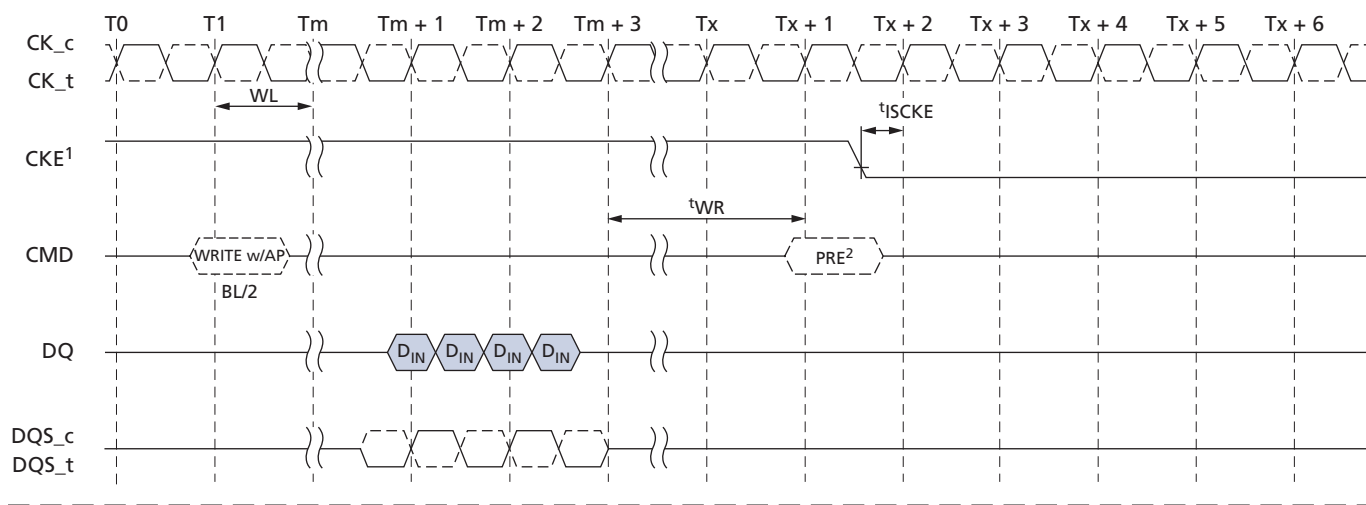 T0 T1 Tm Tm + 1 Tm + 2 Tm + 3 Tx Tx + 1 Tx + 2 Tx + 3 Tx + 4 Tx + 5 Tx + 6
CK_c
CK_t
WL
tISCKE
CKE1
tWR
CMD WRITE w/AP PRE2
BL/2
DQ DIN DIN DIN DIN
DQS_c
DQS_t